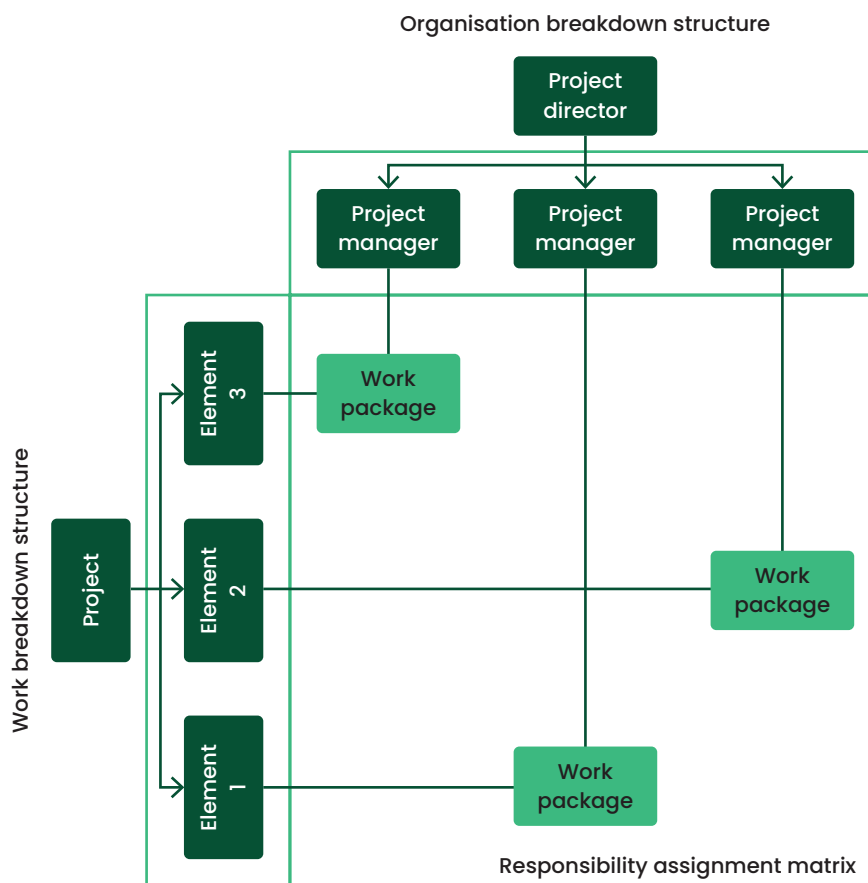 Organisation breakdown structure
Project
director
Project
manager
Project
manager
Project
manager
Work breakdown structure
Project
Element
3
Work
package
Element
2
Work
package
Element
1
Work
package
Responsibility assignment matrix